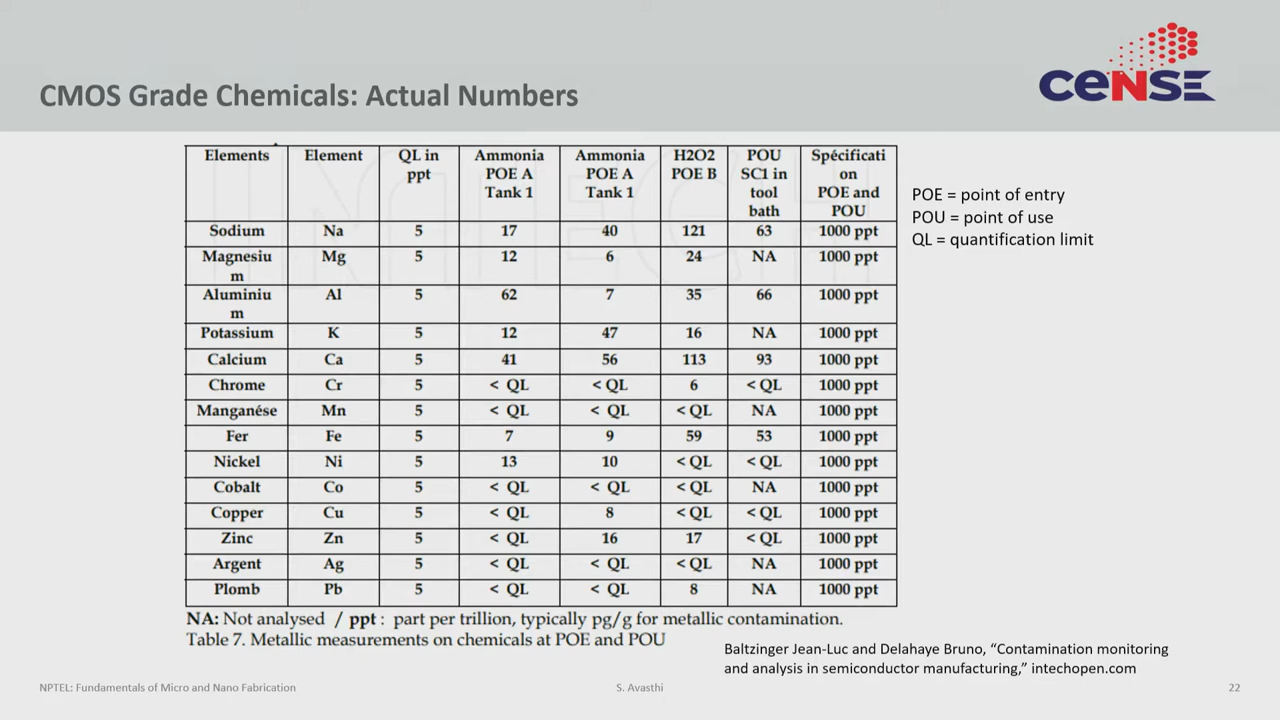 CMOS Grade Chemicals: Actual Numbers
CeNSE
Elements Element QL in ppt Ammonia POE A Tank 1 Ammonia POE A Tank 1 H2O2 POE B POU SC1 in tool bath Spécificati on POE and POU
Sodium Na 5 17 40 121 63 1000 ppt
Magnesiu m Mg 5 12 6 24 NA 1000 ppt
Aluminiu m Al 5 62 7 35 66 1000 ppt
Potassium K 5 12 47 16 NA 1000 ppt
Calcium Ca 5 41 56 113 93 1000 ppt
Chrome Cr 5 < QL < QL 6 < QL 1000 ppt
Manganése Mn 5 < QL < QL < QL NA 1000 ppt
Fer Fe 5 7 9 59 53 1000 ppt
Nickel Ni 5 13 10 < QL < QL 1000 ppt
Cobalt Co 5 < QL < QL < QL NA 1000 ppt
Copper Cu 5 < QL 8 < QL < QL 1000 ppt
Zinc Zn 5 < QL 16 17 < QL 1000 ppt
Argent Ag 5 < QL < QL < QL NA 1000 ppt
Plomb Pb 5 < QL < QL 8 NA 1000 ppt
NA: Not analysed / ppt : part per trillion, typically pg/g for metallic contamination.
Table 7. Metallic measurements on chemicals at POE and POU
POE = point of entry
POU = point of use
QL = quantification limit
Baltzinger Jean-Luc and Delahaye Bruno, “Contamination monitoring
and analysis in semiconductor manufacturing,” intechopen.com
NPTEL: Fundamentals of Micro and Nano Fabrication
S. Avasthi
22
INTECH